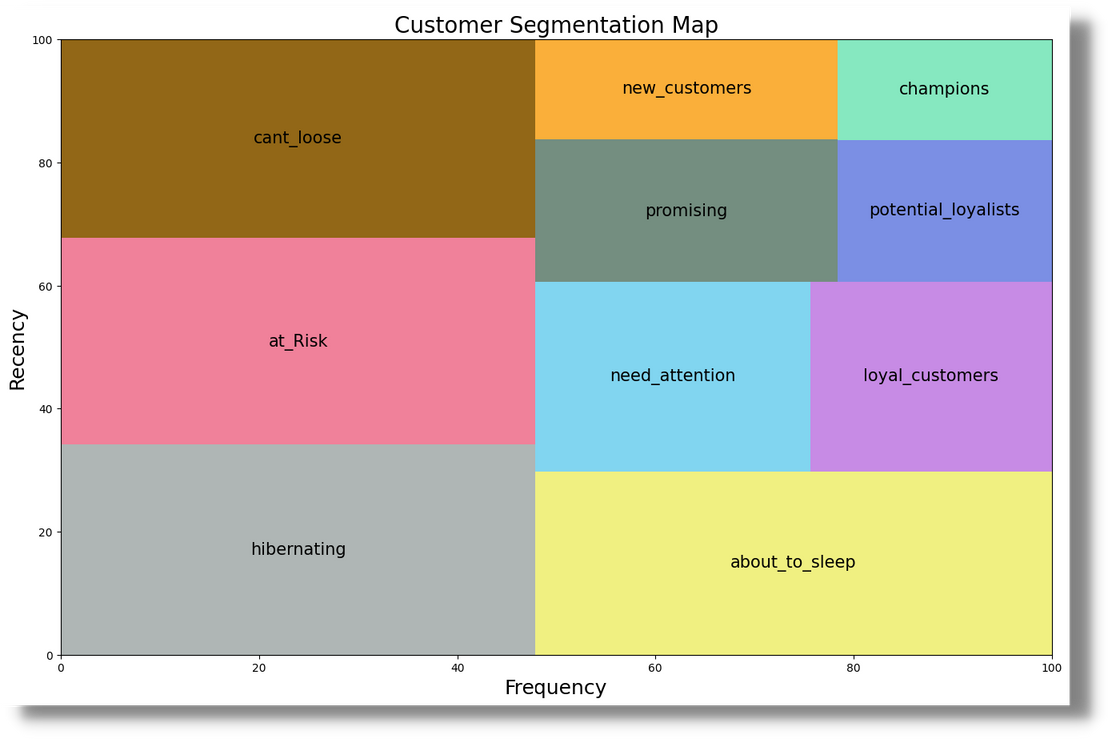 Customer Segmentation Map
Recency
100
80
60
40
20
0
cant_loose
new_customers
champions
promising
potential_loyalists
at_Risk
need_attention
loyal_customers
hibernating
about_to_sleep
0 20 40 60 80 100
Frequency